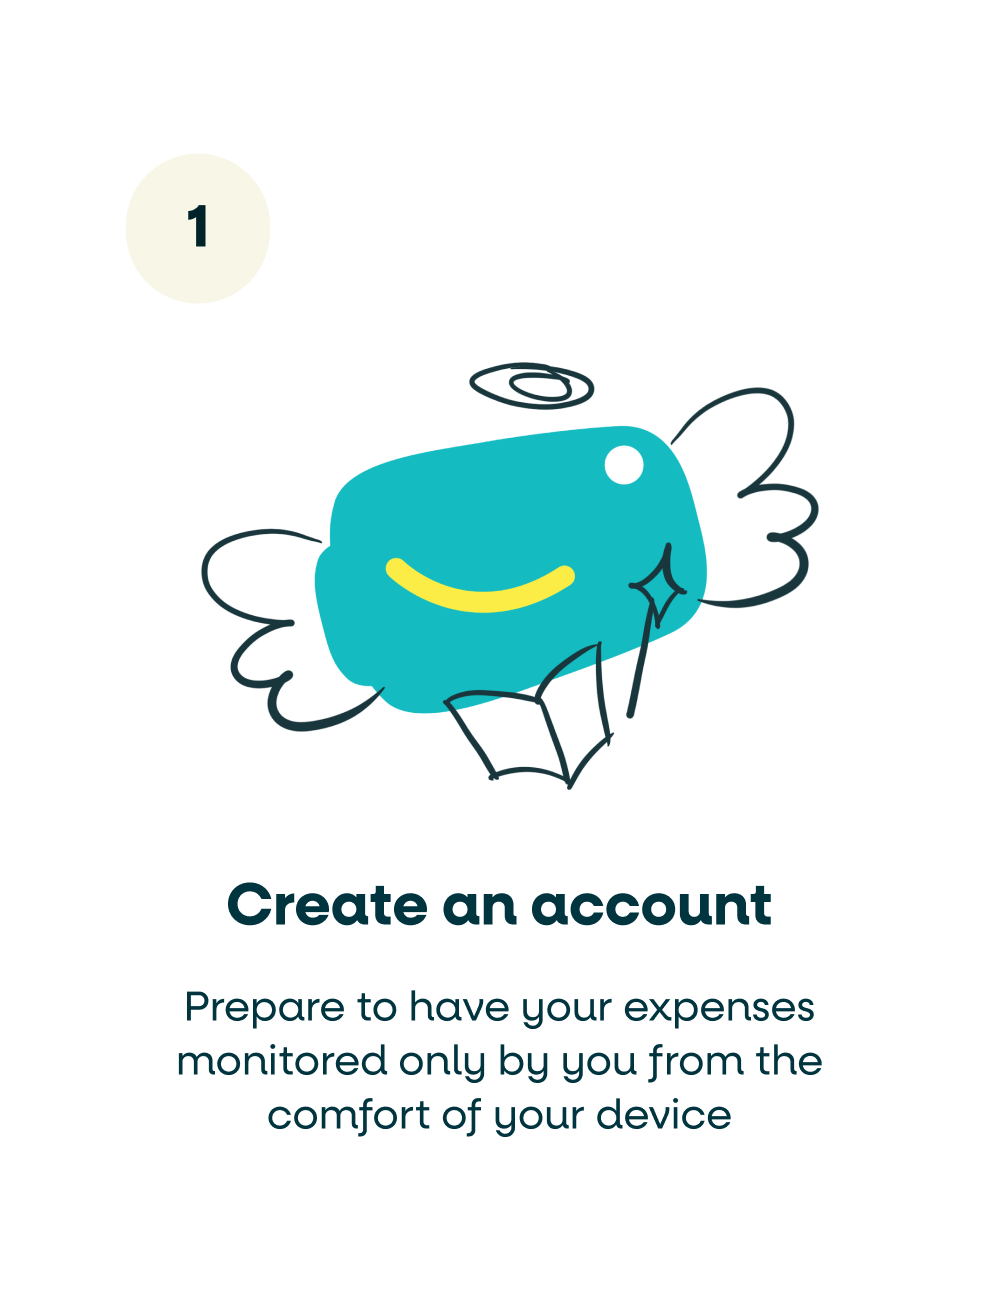 1
Create an account
Prepare to have your expenses
monitored only by you from the
comfort of your device